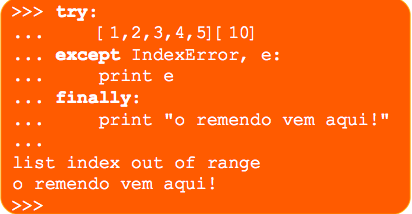 >>> try:
...     [ 1,2,3,4,5][ 10]
... except IndexError, e:
...     print e
... finally:
...     print "o remendo vem aqui!"
...
list index out of range
o remendo vem aqui!
>>>